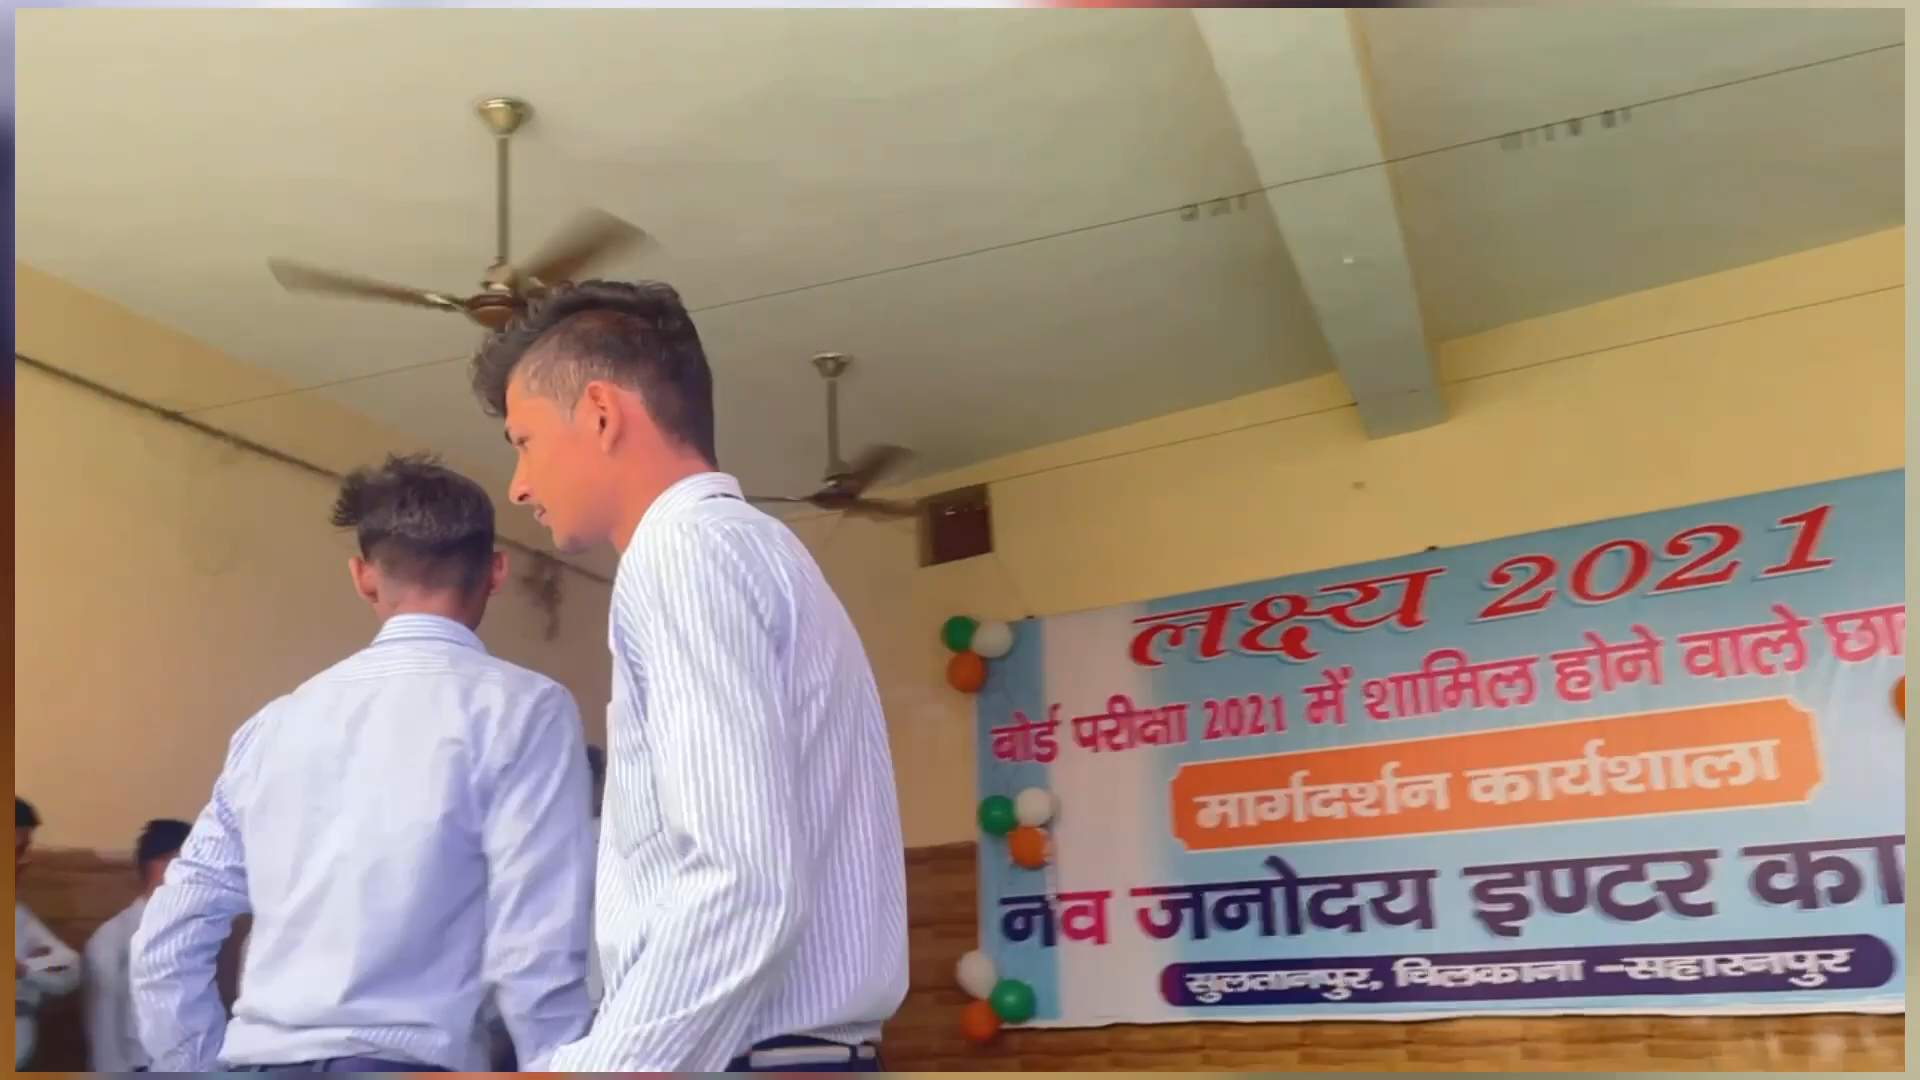 लक्ष्य 2021
बोर्ड परीक्षा 2021 में शामिल होने वाले
मार्गदर्शन कार्यशाला
नव जनोदय इण्टर
सुलतानपुर, चिलकाना -सहारनपुर